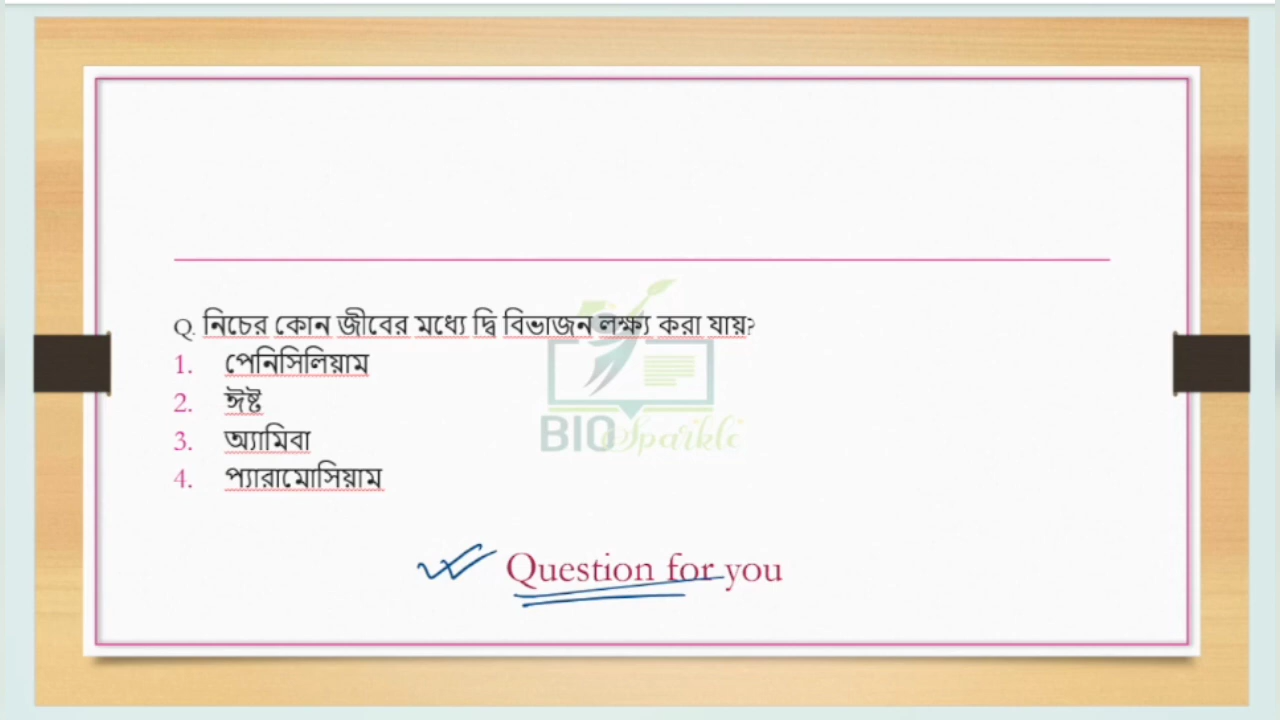 Q. নিচের কোন জীবের মধ্যে দ্বি বিভাজন লক্ষ্য করা যায়?
1. পেনিসিলিয়াম
2. ঈষ্ট
3. অ্যামিবা
4. প্যারামোসিয়াম
BIO Sparkle
Question for you